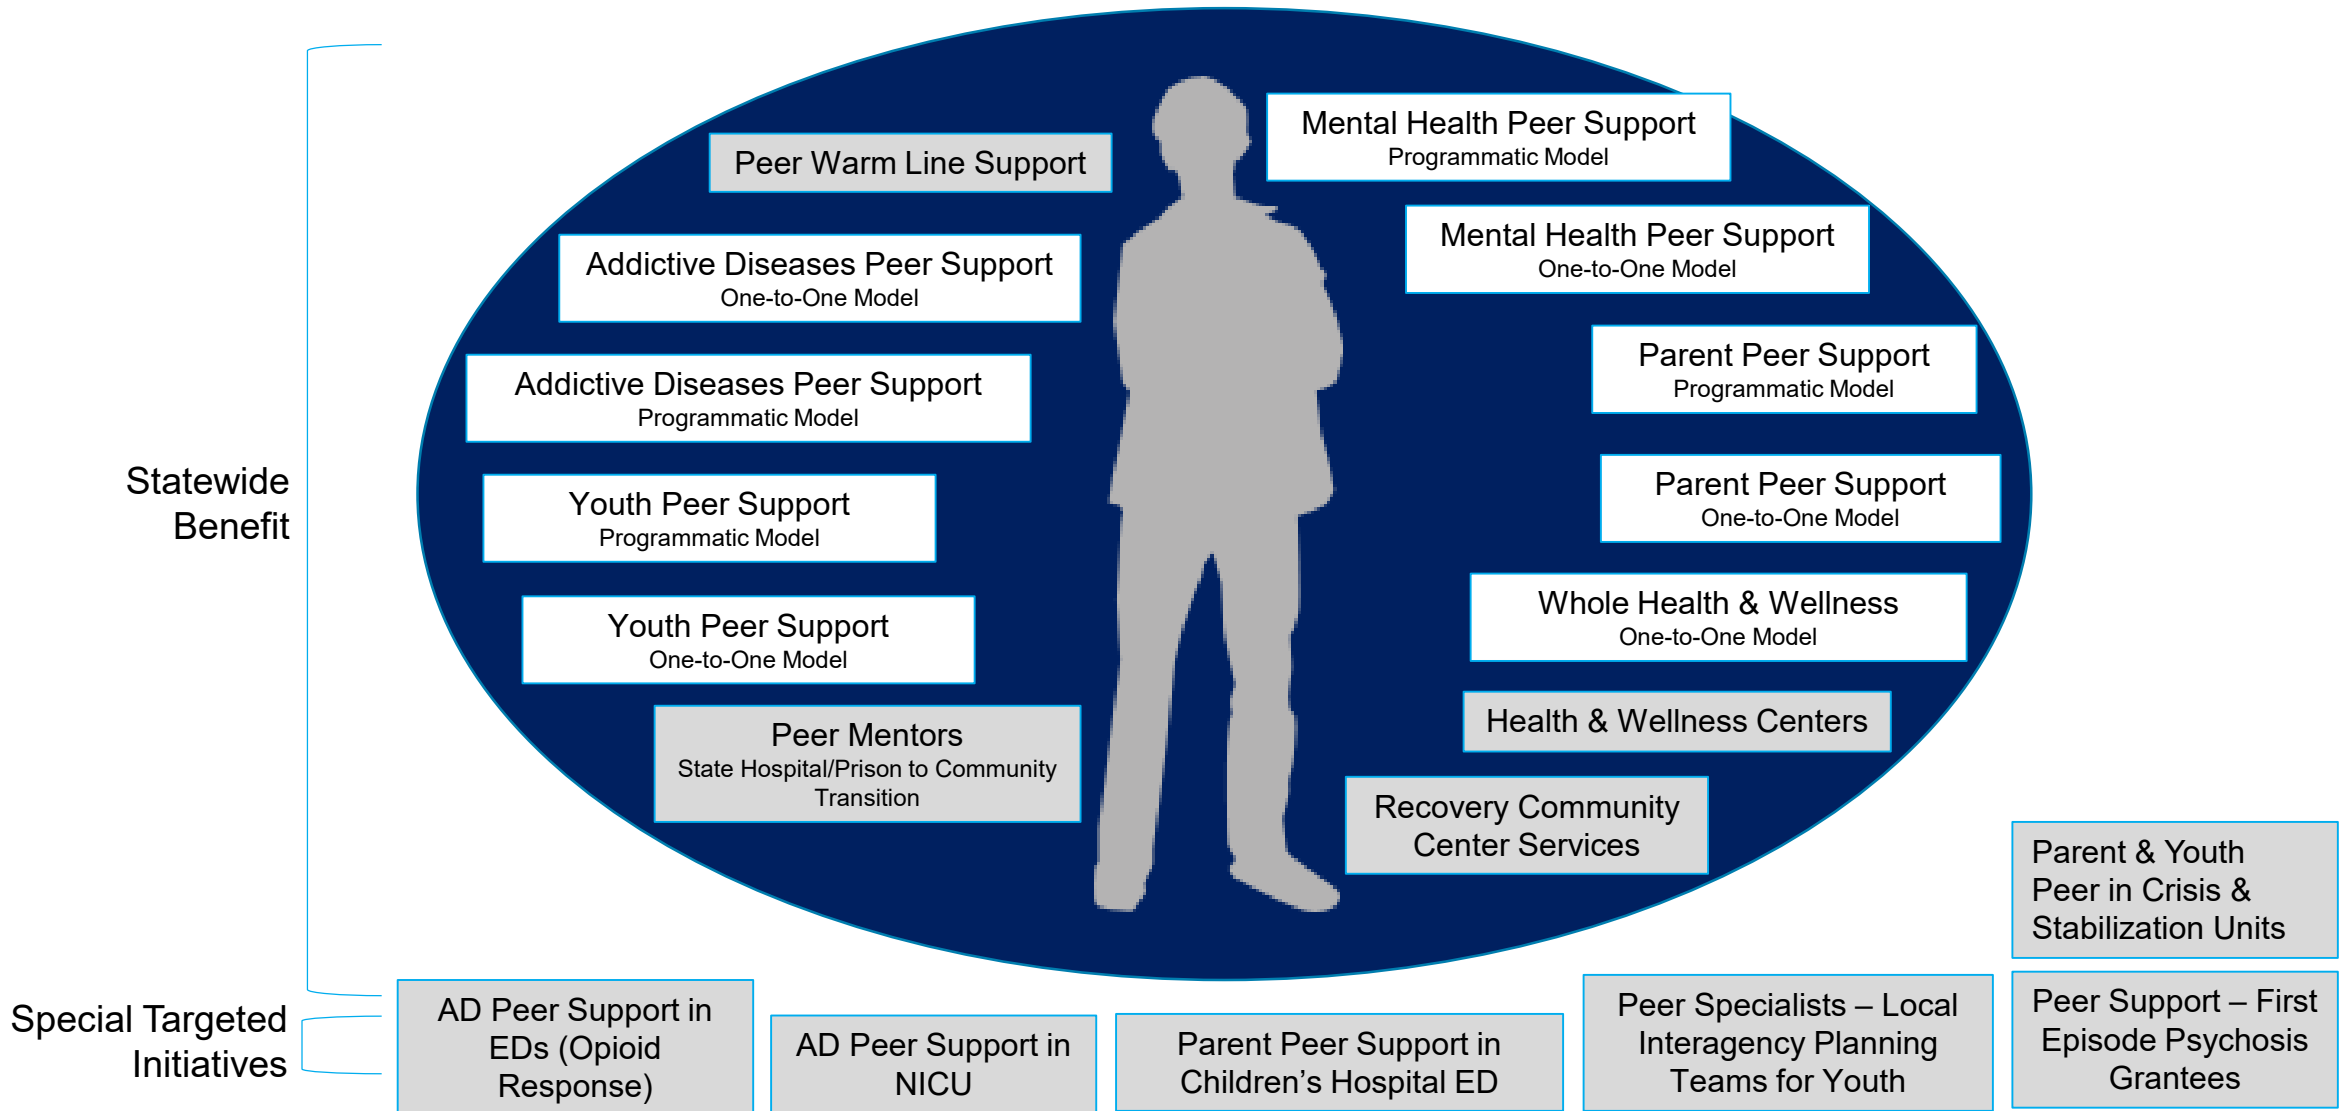 Statewide
Benefit
Peer Warm Line Support
Addictive Diseases Peer Support
One-to-One Model
Addictive Diseases Peer Support
Programmatic Model
Youth Peer Support
Programmatic Model
Youth Peer Support
One-to-One Model
Peer Mentors
State Hospital/Prison to Community
Transition
Mental Health Peer Support
Programmatic Model
Mental Health Peer Support
One-to-One Model
Parent Peer Support
Programmatic Model
Parent Peer Support
One-to-One Model
Whole Health & Wellness
One-to-One Model
Health & Wellness Centers
Recovery Community
Center Services
Special Targeted
Initiatives
AD Peer Support in
EDs (Opioid
Response)
AD Peer Support in
NICU
Parent Peer Support in
Children’s Hospital ED
Peer Specialists – Local
Interagency Planning
Teams for Youth
Parent & Youth
Peer in Crisis &
Stabilization Units
Peer Support – First
Episode Psychosis
Grantees